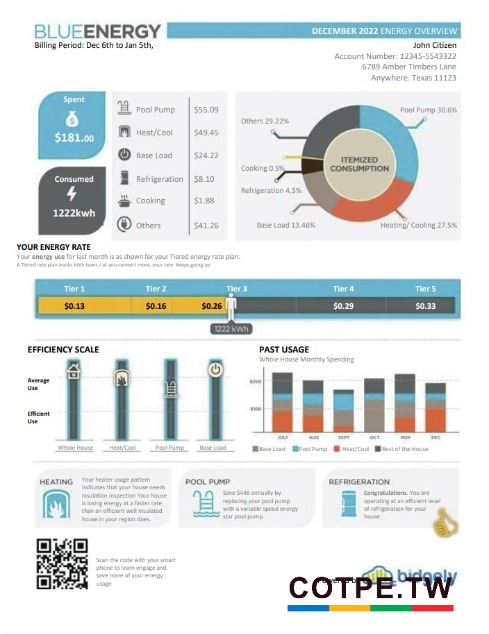 BLUEENERGY
DECEMBER 2022 ENERGY OVERVIEW
Billing Period: Dec 6th to Jan 5th,
John Citizen
Account Number: 12345-5543322
6789 Amber Timbers Lane
Anywhere. Texas 11123
Spent
$181.00
Consumed
1222kwh
Pool Pump $55.09
Heat/Cool $49.45
Base Load $24.22
Refrigeration $8.10
Cooking $1.88
Others $41.26
Pool Pump 30.6%
Others 29.22%
ITEMIZED
CONSUMPTION
Cooking 0.5%
Refrigeration 4,5%
Base Load 13.46%
Heating/ Cooling 27.5%
YOUR ENERGY RATE
Your energy use for last month is as shown for your Tiered energy rate plan:
A Tiered rate plan marks kWh taxes / at you connect more, your rate keeps going up
Tier 1 Tier 2 Tier 3 Tier 4 Tier 5
$0.13 $0.16 $0.26 $0.29 $0.33
1222 kWh
EFFICIENCY SCALE
Average
Use
Efficient
Use
Whole House Heat/Cool Pool Pump Base Load
PAST USAGE
Whole House Monthly Spending
$200
$100
JULY AUG SEPT OCT NOV DEC
Base Load Pool Pump Heat/Cool Rest of the House
HEATING
Your heater usage pattern
indicates that your house needs
insulation inspection Your house
is losing energy at a faster rate
than an efficient well insulated
house in your region does.
POOL PUMP
Save $446 annually by
replacing your pool pump
with a variable speed energy
star pool pump.
REFRIGERATION
Congratulations. You are
operating at an efficient level
of refrigeration for your
house.
Scan the code with your smart
phone to learn engage and
save more of your energy
usage
bidgely
COTPE.TW